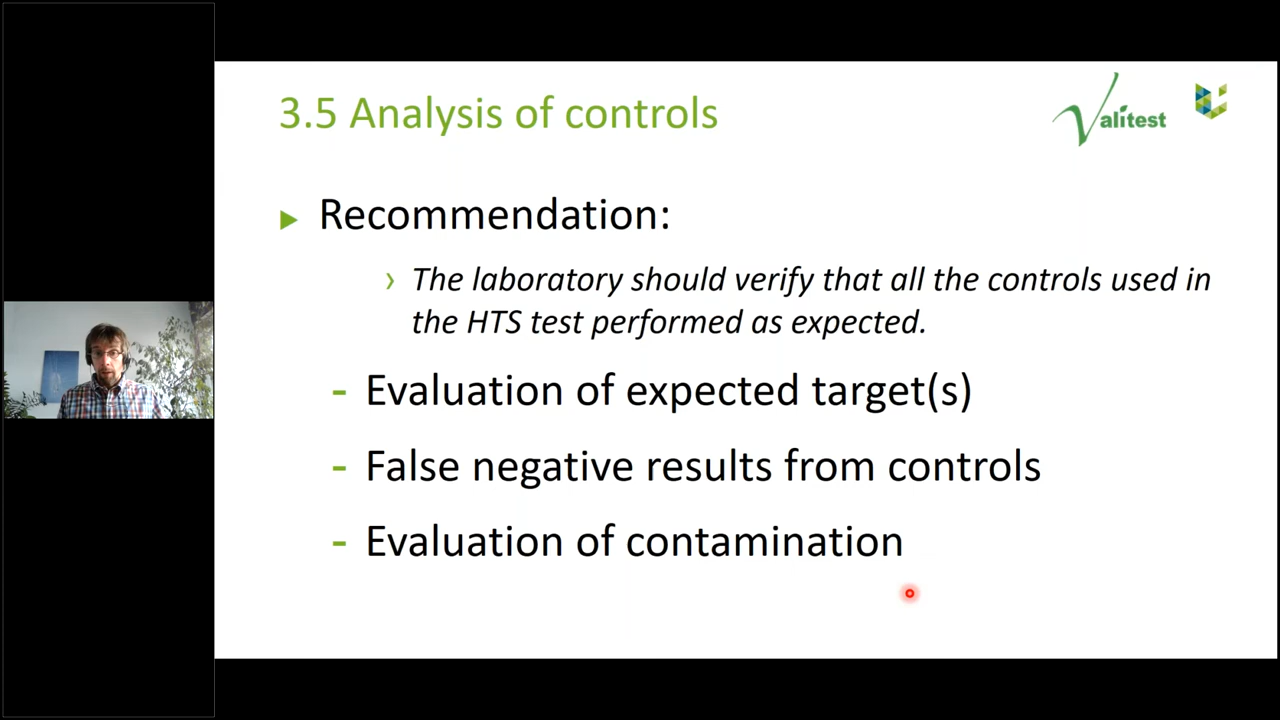 3.5 Analysis of controls
Valitest
Recommendation:
The laboratory should verify that all the controls used in
the HTS test performed as expected.
- Evaluation of expected target(s)
- False negative results from controls
- Evaluation of contamination